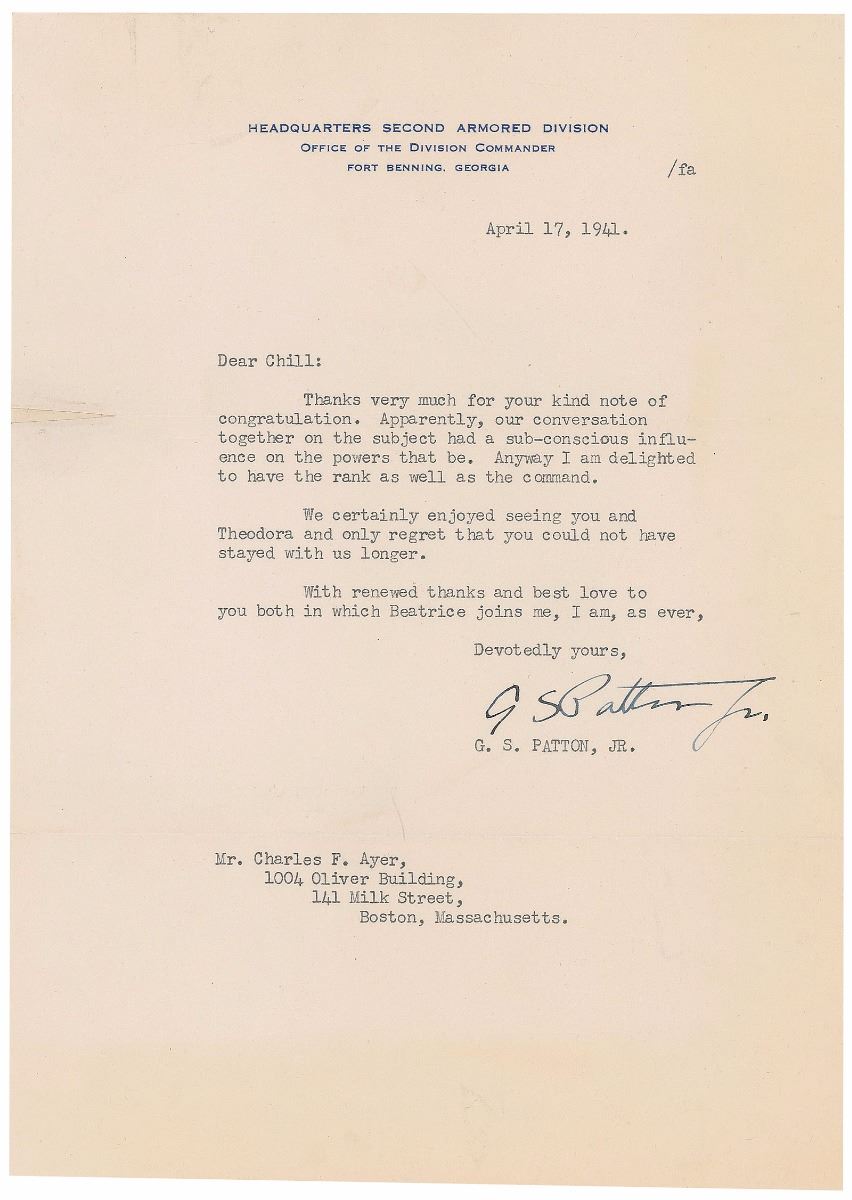 HEADQUARTERS SECOND ARMORED DIVISION
OFFICE OF THE DIVISION COMMANDER
FORT BENNING, GEORGIA
/fa
April 17, 1941.
Dear Chill:
Thanks very much for your kind note of
congratulation. Apparently, our conversation
together on the subject had a sub-conscious influ-
ence on the powers that be. Anyway I am delighted
to have the rank as well as the command.
We certainly enjoyed seeing you and
Theodora and only regret that you could not have
stayed with us longer.
With renewed thanks and best love to
you both in which Beatrice joins me, I am, as ever,
Devotedly yours,
G S Patton Jr.
G. S. PATTON, JR.
Mr. Charles F. Ayer,
1004 Oliver Building,
141 Milk Street,
Boston, Massachusetts.